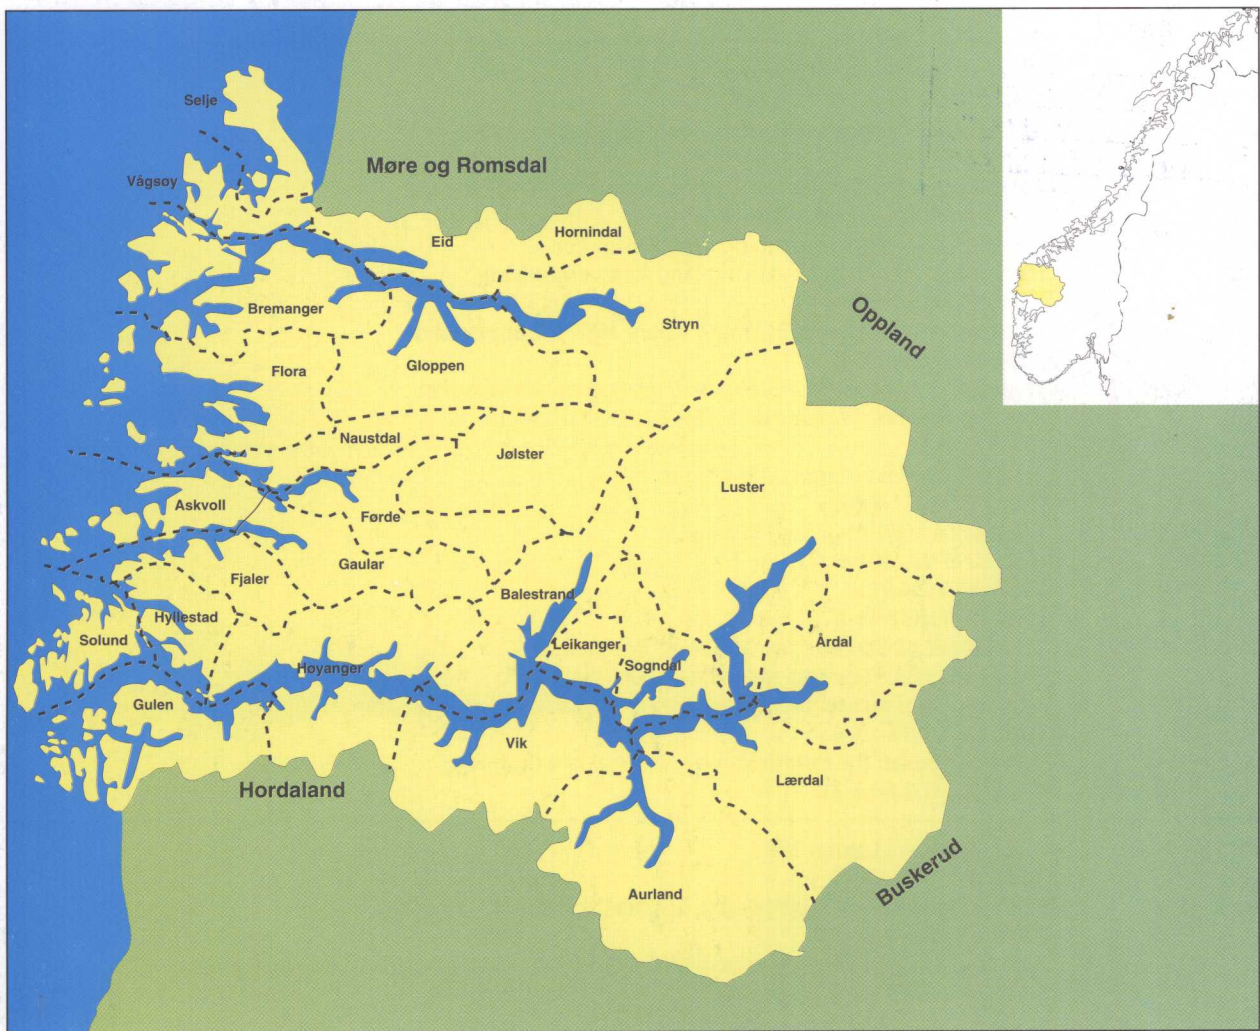 Selje
Møre og Romsdal
Vågsøy
Hornindal
Eid
Bremanger
Oppland
Stryn
Flora
Gloppen
Naustdal
Jølster
Luster
Askvoll
Førde
Gaular
Fjaler
Balestrand
Hyllestad
Solund
Leikanger
Årdal
Høyanger
Sogndal
Gulen
Vik
Lærdal
Hordaland
Buskerud
Aurland